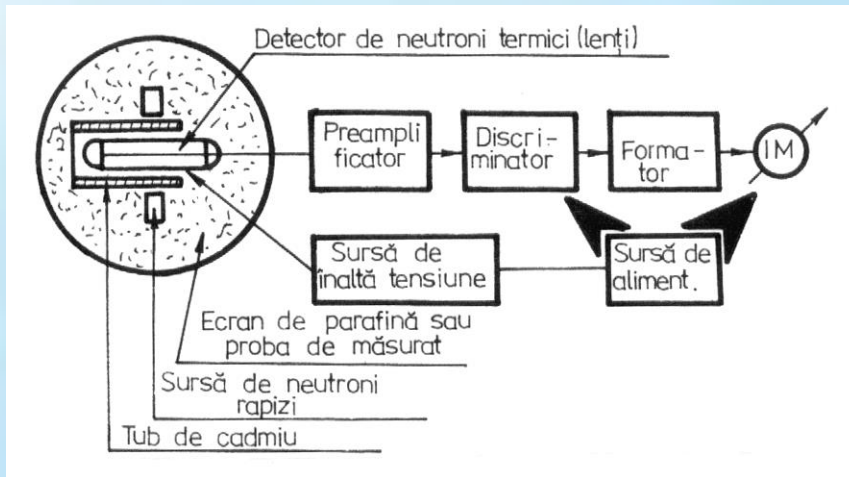 Detector de neutroni termici (lenți)
Preampli
ficator
Discri-
minator
Forma-
tor
IM
Sursă de
înaltă tensiune
Sursă de
aliment.
Ecran de parafină sau
proba de măsurat
Sursă de neutroni
rapizi
Tub de cadmiu